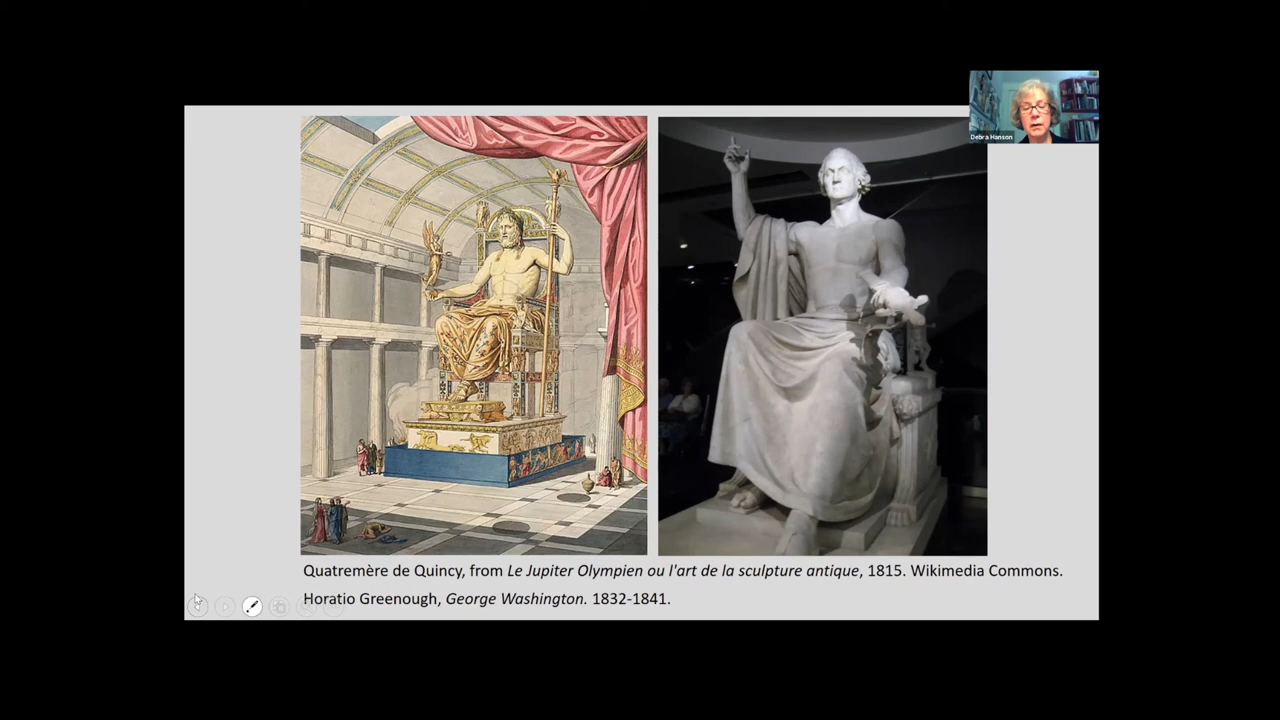 Debra Hanson
Quatremère de Quincy, from Le Jupiter Olympien ou l'art de la sculpture antique, 1815. Wikimedia Commons.
Horatio Greenough, George Washington. 1832-1841.